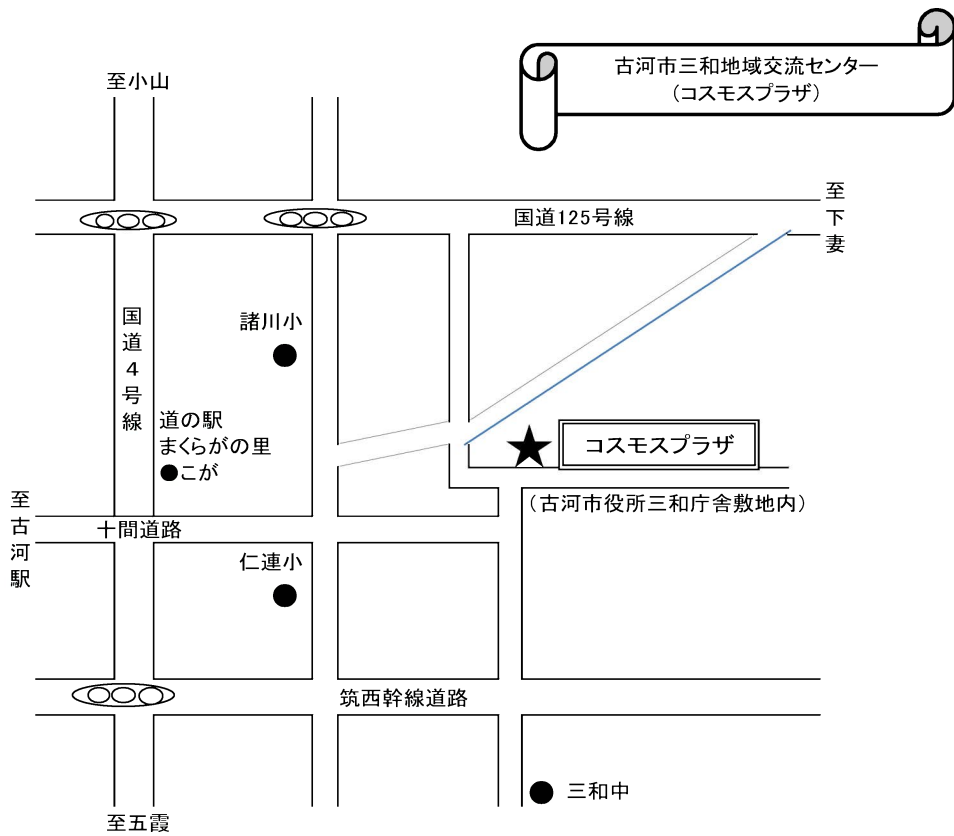 古河市三和地域交流センター
（コスモスプラザ）
至小山
至下妻
国道125号線
国道４号線
諸川小
道の駅
まくらがの里
こが
コスモスプラザ
（古河市役所三和庁舎敷地内）
至古河駅
十間道路
仁連小
筑西幹線道路
三和中
至五霞